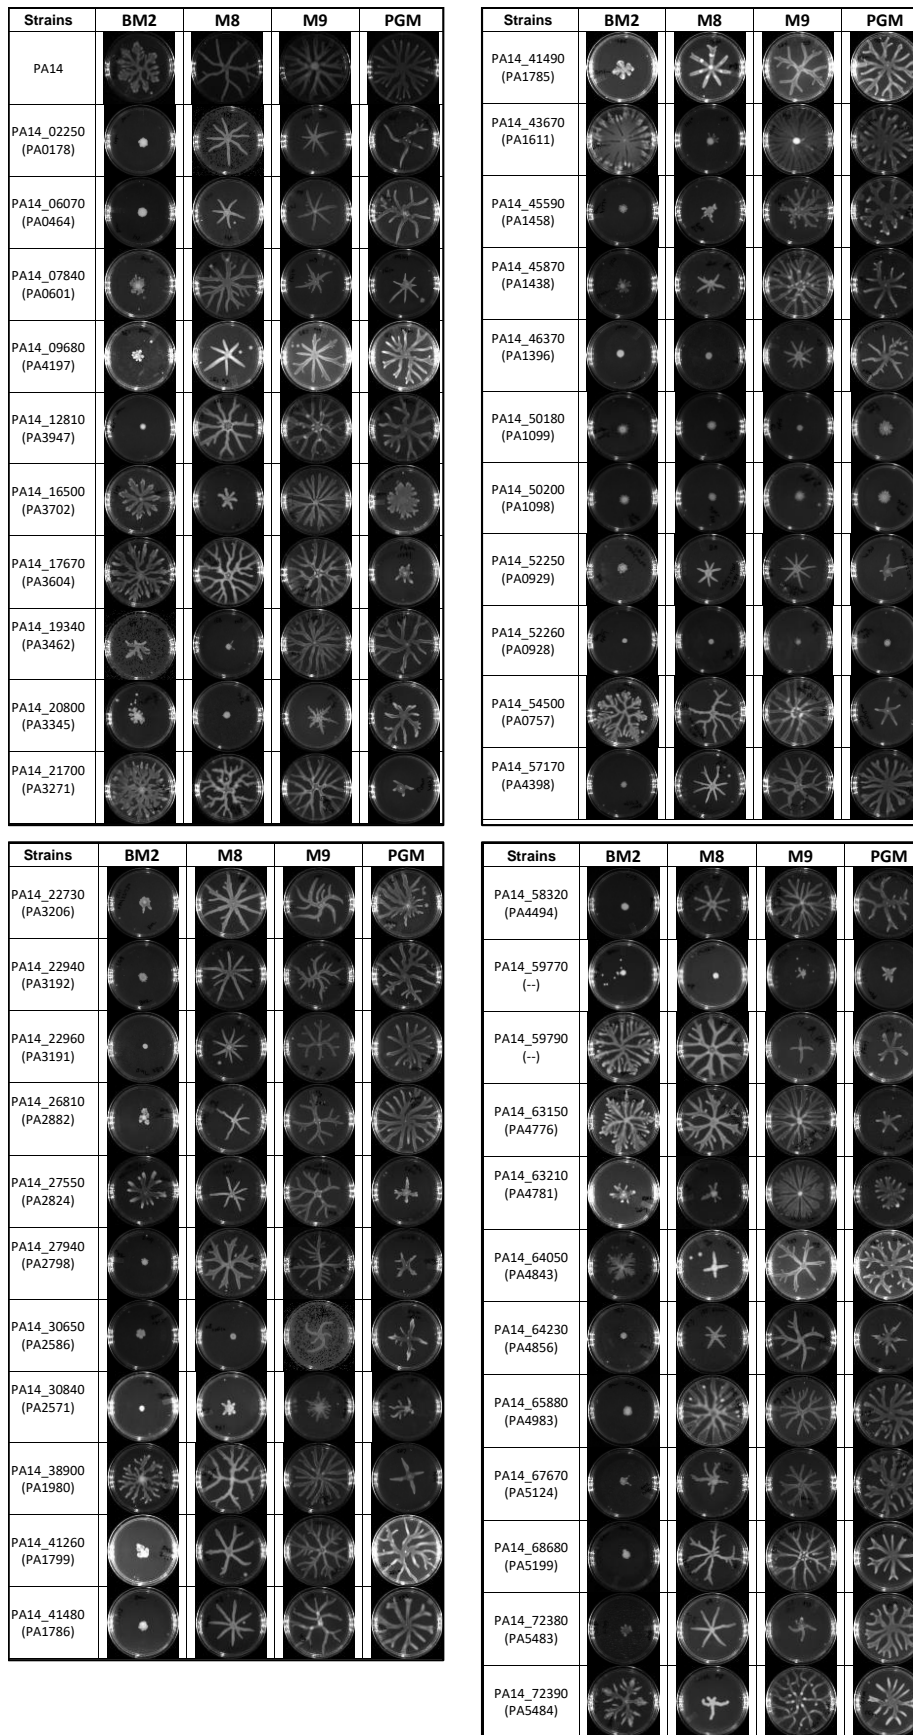 Strains BM2 M8 M9 PGM
PA14
PA14_02250
(PA0178)
PA14_06070
(PA0464)
PA14_07840
(PA0601)
PA14_09680
(PA4197)
PA14_12810
(PA3947)
PA14_16500
(PA3702)
PA14_17670
(PA3604)
PA14_19340
(PA3462)
PA14_20800
(PA3345)
PA14_21700
(PA3271)
Strains BM2 M8 M9 PGM
PA14_41490
(PA1785)
PA14_43670
(PA1611)
PA14_45590
(PA1458)
PA14_45870
(PA1438)
PA14_46370
(PA1396)
PA14_50180
(PA1099)
PA14_50200
(PA1098)
PA14_52250
(PA0929)
PA14_52260
(PA0928)
PA14_54500
(PA0757)
PA14_57170
(PA4398)
Strains BM2 M8 M9 PGM
PA14_22730
(PA3206)
PA14_22940
(PA3192)
PA14_22960
(PA3191)
PA14_26810
(PA2882)
PA14_27550
(PA2824)
PA14_27940
(PA2798)
PA14_30650
(PA2586)
PA14_30840
(PA2571)
PA14_38900
(PA1980)
PA14_41260
(PA1799)
PA14_41480
(PA1786)
Strains BM2 M8 M9 PGM
PA14_58320
(PA4494)
PA14_59770
(--)
PA14_59790
(--)
PA14_63150
(PA4776)
PA14_63210
(PA4781)
PA14_64050
(PA4843)
PA14_64230
(PA4856)
PA14_65880
(PA4983)
PA14_67670
(PA5124)
PA14_68680
(PA5199)
PA14_72380
(PA5483)
PA14_72390
(PA5484)